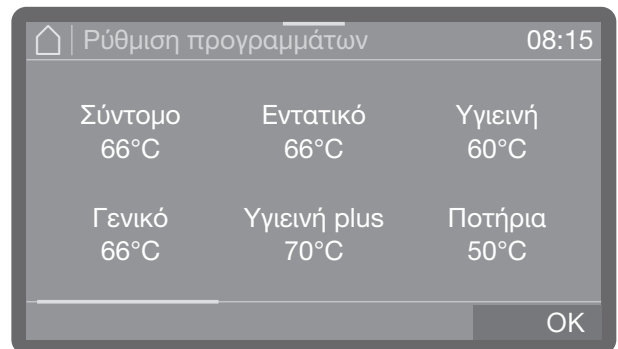 Ρύθμιση προγραμμάτων 08:15
Σύντομο Εντατικό Υγιεινή
66°C 66°C 60°C
Γενικό Υγιεινή plus Ποτήρια
66°C 70°C 50°C
OK